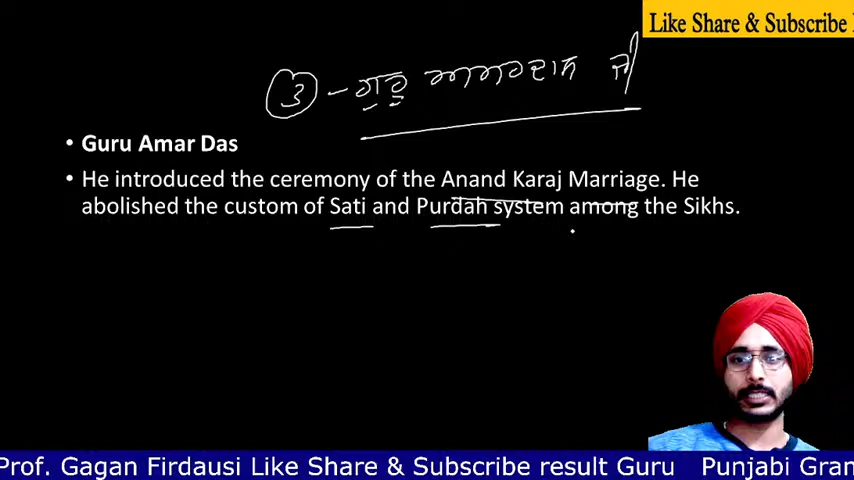 Like Share & Subscribe
3 - ਗੁਰੂ ਅਮਰਦਾਸ ਜੀ
• Guru Amar Das
• He introduced the ceremony of the Anand Karaj Marriage. He
abolished the custom of Sati and Purdah system among the Sikhs.
Prof. Gagan Firdausi Like Share & Subscribe result Guru Punjabi Gran